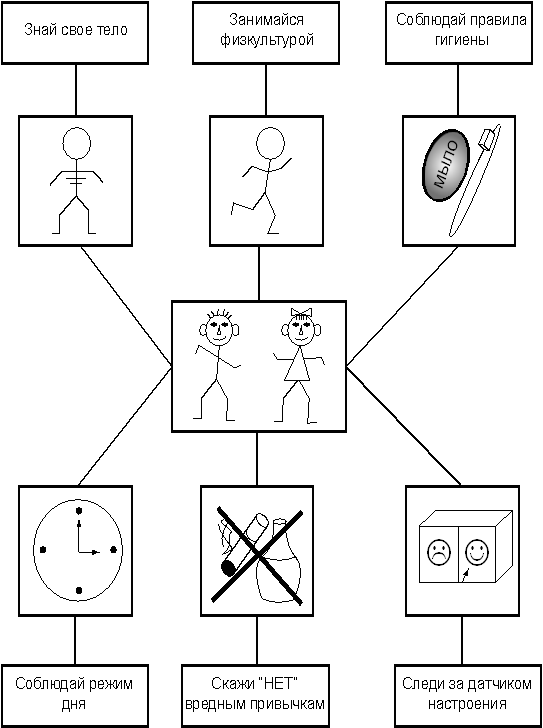 Знай свое тело
Занимайся
физкультурой
Соблюдай правила
гигиены
МЫЛО
Соблюдай режим
дня
Скажи "НЕТ"
вредным привычкам
Следи за датчиком
настроения